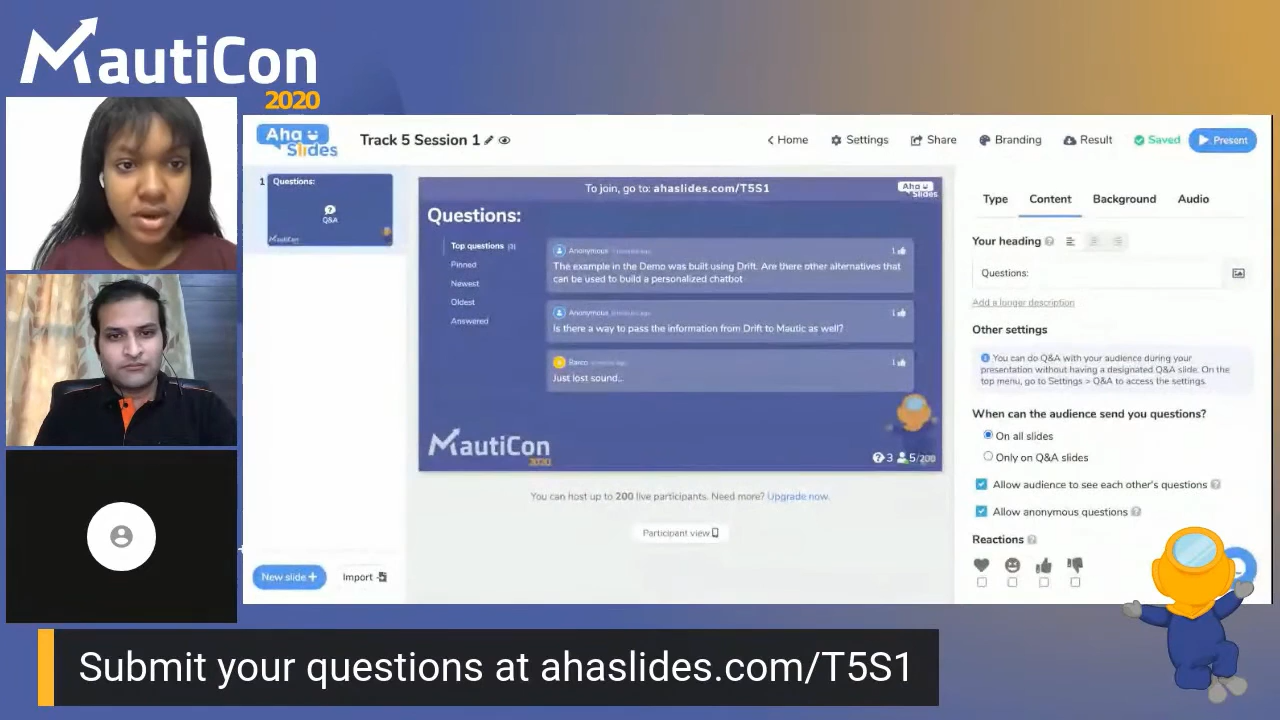 MautiCon
2020
Aha
Slides
Track 5 Session 1
Home
Settings
Share
Branding
Result
Saved
Present
1
Questions:
Q&A
MautiCon
To join, go to: ahaslides.com/T5S1
Aha
Slides
Questions:
Top questions (3)
Pinned
Newest
Oldest
Answered
Anonymous
1
The example in the Demo was built using Drift. Are there other alternatives that
can be used to build a personalized chatbot
Anonymous
1
Is there a way to pass the information from Drift to Mautic as well?
1
Just lost sound...
MautiCon
2020
3
5/200
You can host up to 200 live participants. Need more? Upgrade now.
Participant view
New slide +
Import
Type
Content
Background
Audio
Your heading
Questions:
Add a longer description
Other settings
You can do Q&A with your audience during your
presentation without having a designated Q&A slide. On the
top menu, go to Settings > Q&A to access the settings.
When can the audience send you questions?
On all slides
Only on Q&A slides
Allow audience to see each other's questions
Allow anonymous questions
Reactions
Submit your questions at ahaslides.com/T5S1